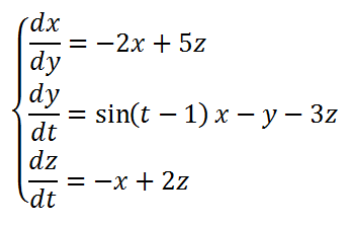 dx/dy = −2x + 5z
dy/dt = sin(t − 1) x − y − 3z
dz/dt = −x + 2z